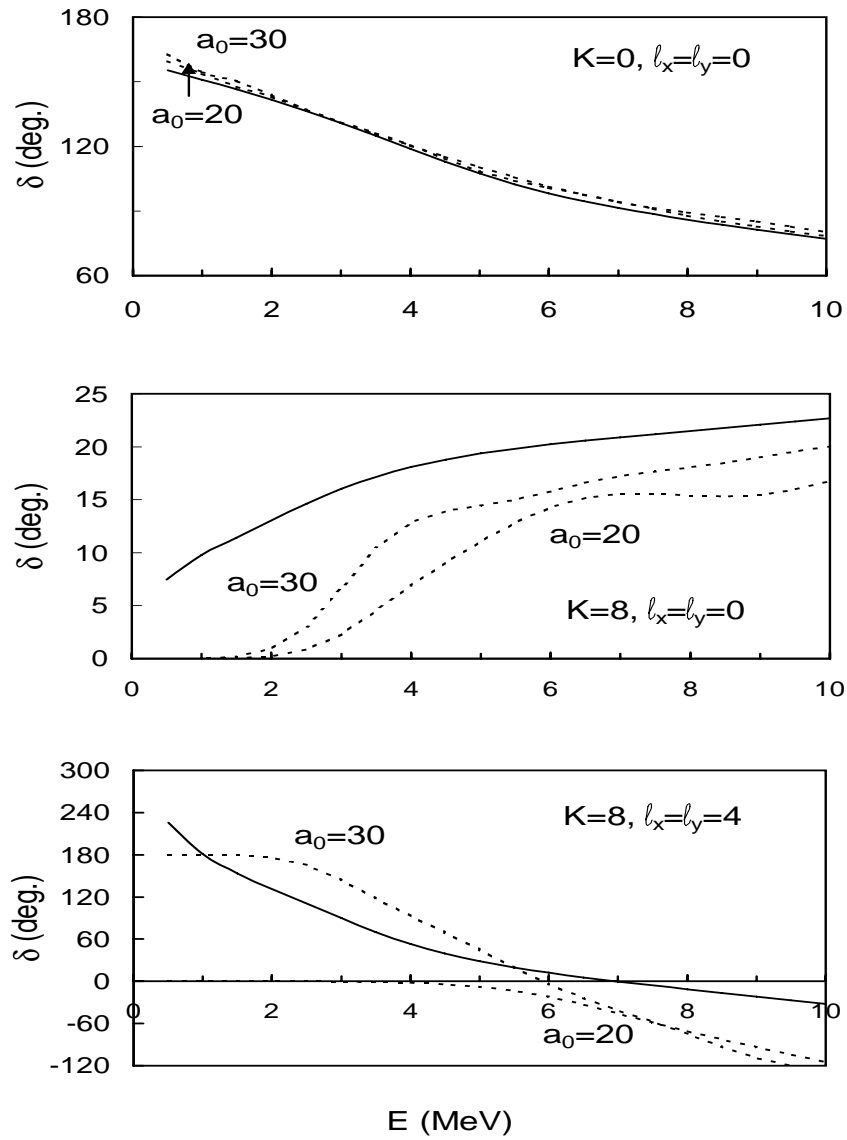 180
120
60
δ (deg.)
a₀=30
a₀=20
K=0, ℓₓ=ℓᵧ=0
0 2 4 6 8 10
25
20
15
10
5
0
δ (deg.)
a₀=30
a₀=20
K=8, ℓₓ=ℓᵧ=0
0 2 4 6 8 10
300
240
180
120
60
0
-60
-120
δ (deg.)
a₀=30
a₀=20
K=8, ℓₓ=ℓᵧ=4
0 2 4 6 8 10
E (MeV)